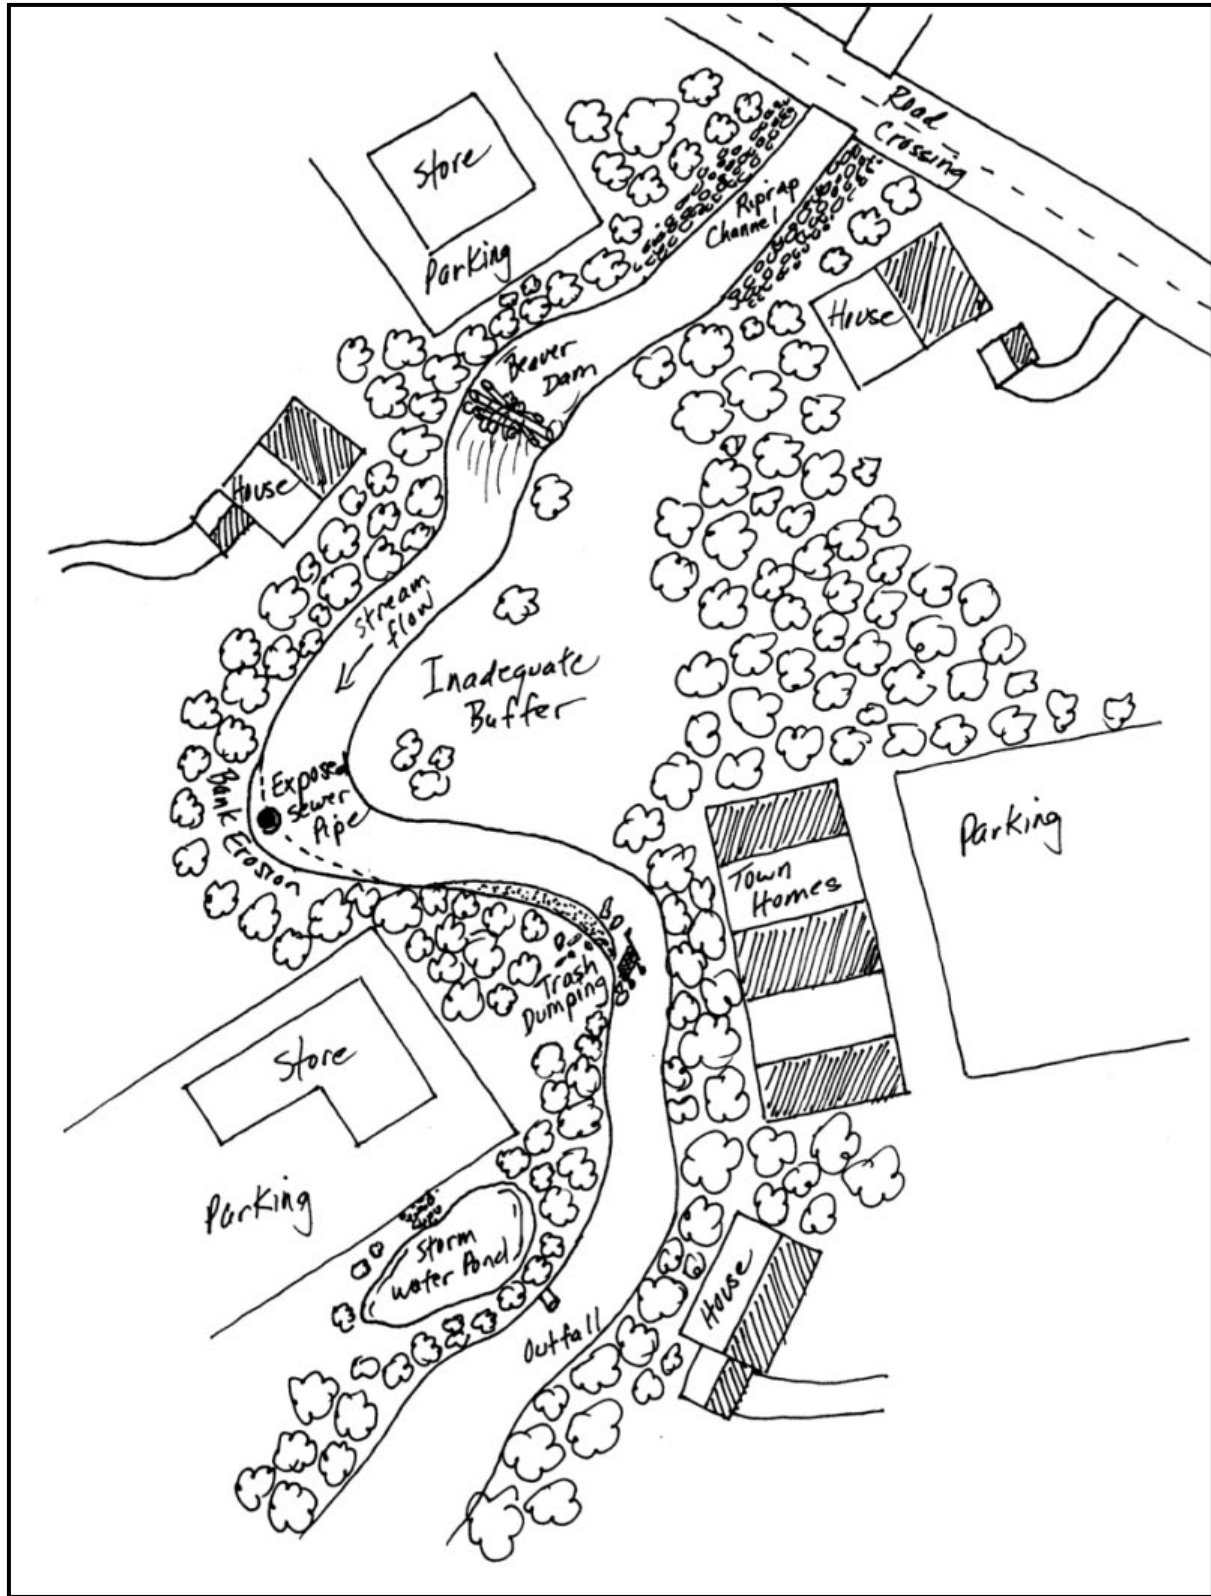 Road
Crossing
Store
Parking
Riprap
Channel
House
Beaver
Dam
House
stream
flow
Inadequate
Buffer
Exposed
sewer
Pipe
Bank Erosion
Parking
Town
Homes
Trash
Dumping
Store
Parking
Storm
water Pond
House
Outfall